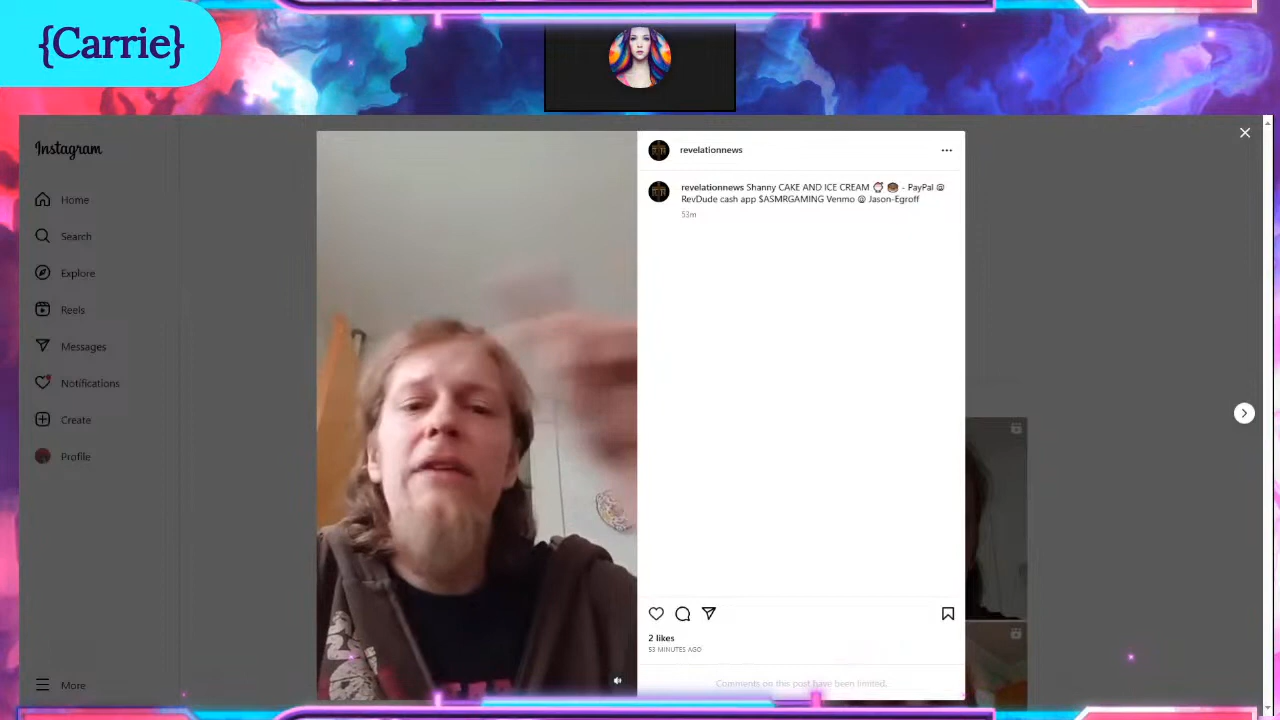 {Carrie}
Instagram
Home
Search
Explore
Reels
Messages
Notifications
Create
Profile
More
revelationnews
revelationnews Shanny CAKE AND ICE CREAM - PayPal @
RevDude cash app $ASMRGAMING Venmo @ Jason-Egroff
53m
2 likes
53 MINUTES AGO
Comments on this post have been limited.